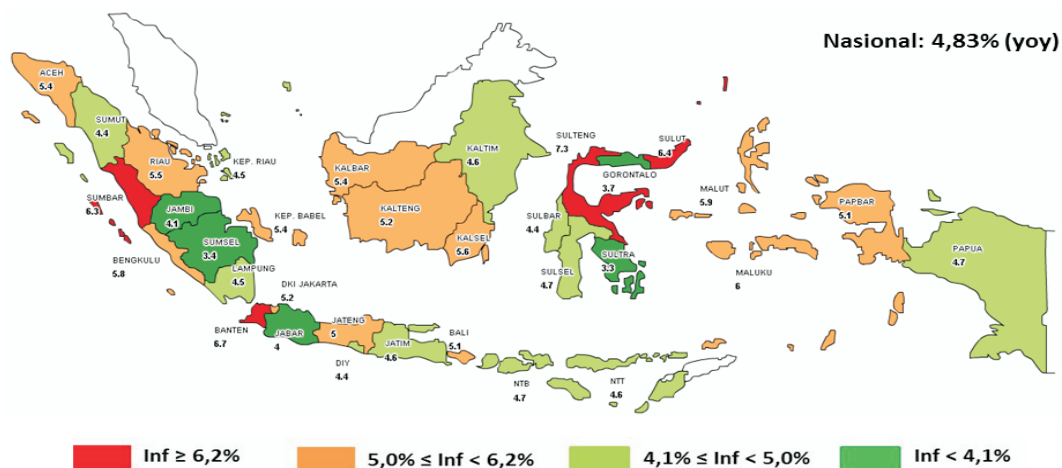 Nasional: 4,83% (yoy)
ACEH
5.4
SUMUT
4.4
RIAU
5.5
KEP. RIAU
4.5
SUMBAR
6.3
JAMBI
4.1
SUMSEL
3.4
KEP. BABEL
5.4
BENGKULU
5.8
LAMPUNG
4.5
DKI JAKARTA
5.2
BANTEN
6.7
JABAR
4
JATENG
5
DIY
4.4
JATIM
4.6
BALI
5.1
NTB
4.7
NTT
4.6
KALBAR
5.4
KALTENG
5.2
KALSEL
5.6
KALTIM
4.6
SULTENG
7.3
SULUT
6.4
GORONTALO
3.7
SULBAR
4.4
SULSEL
4.7
SULTRA
3.3
MALUT
5.9
MALUKU
6
PAPBAR
5.1
PAPUA
4.7
Inf ≥ 6,2%
5,0% ≤ Inf < 6,2%
4,1% ≤ Inf < 5,0%
Inf < 4,1%